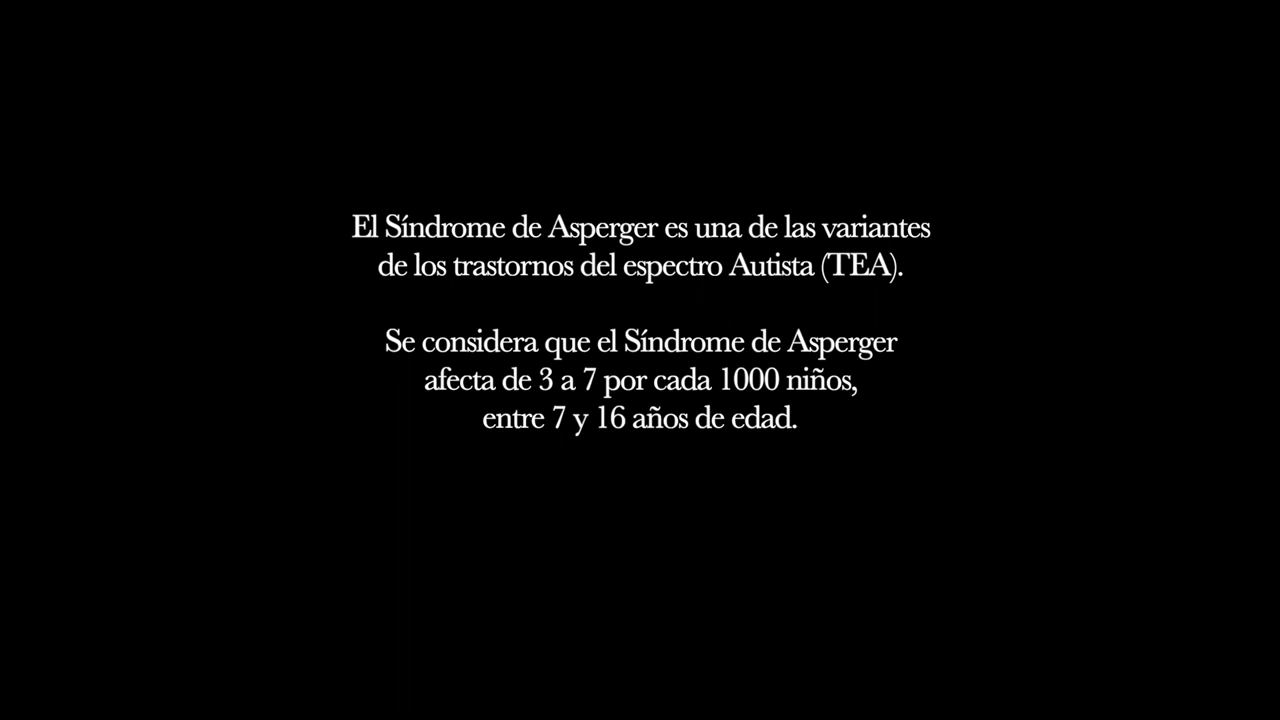 El Síndrome de Asperger es una de las variantes
de los trastornos del espectro Autista (TEA).
Se considera que el Síndrome de Asperger
afecta de 3 a 7 por cada 1000 niños,
entre 7 y 16 años de edad.